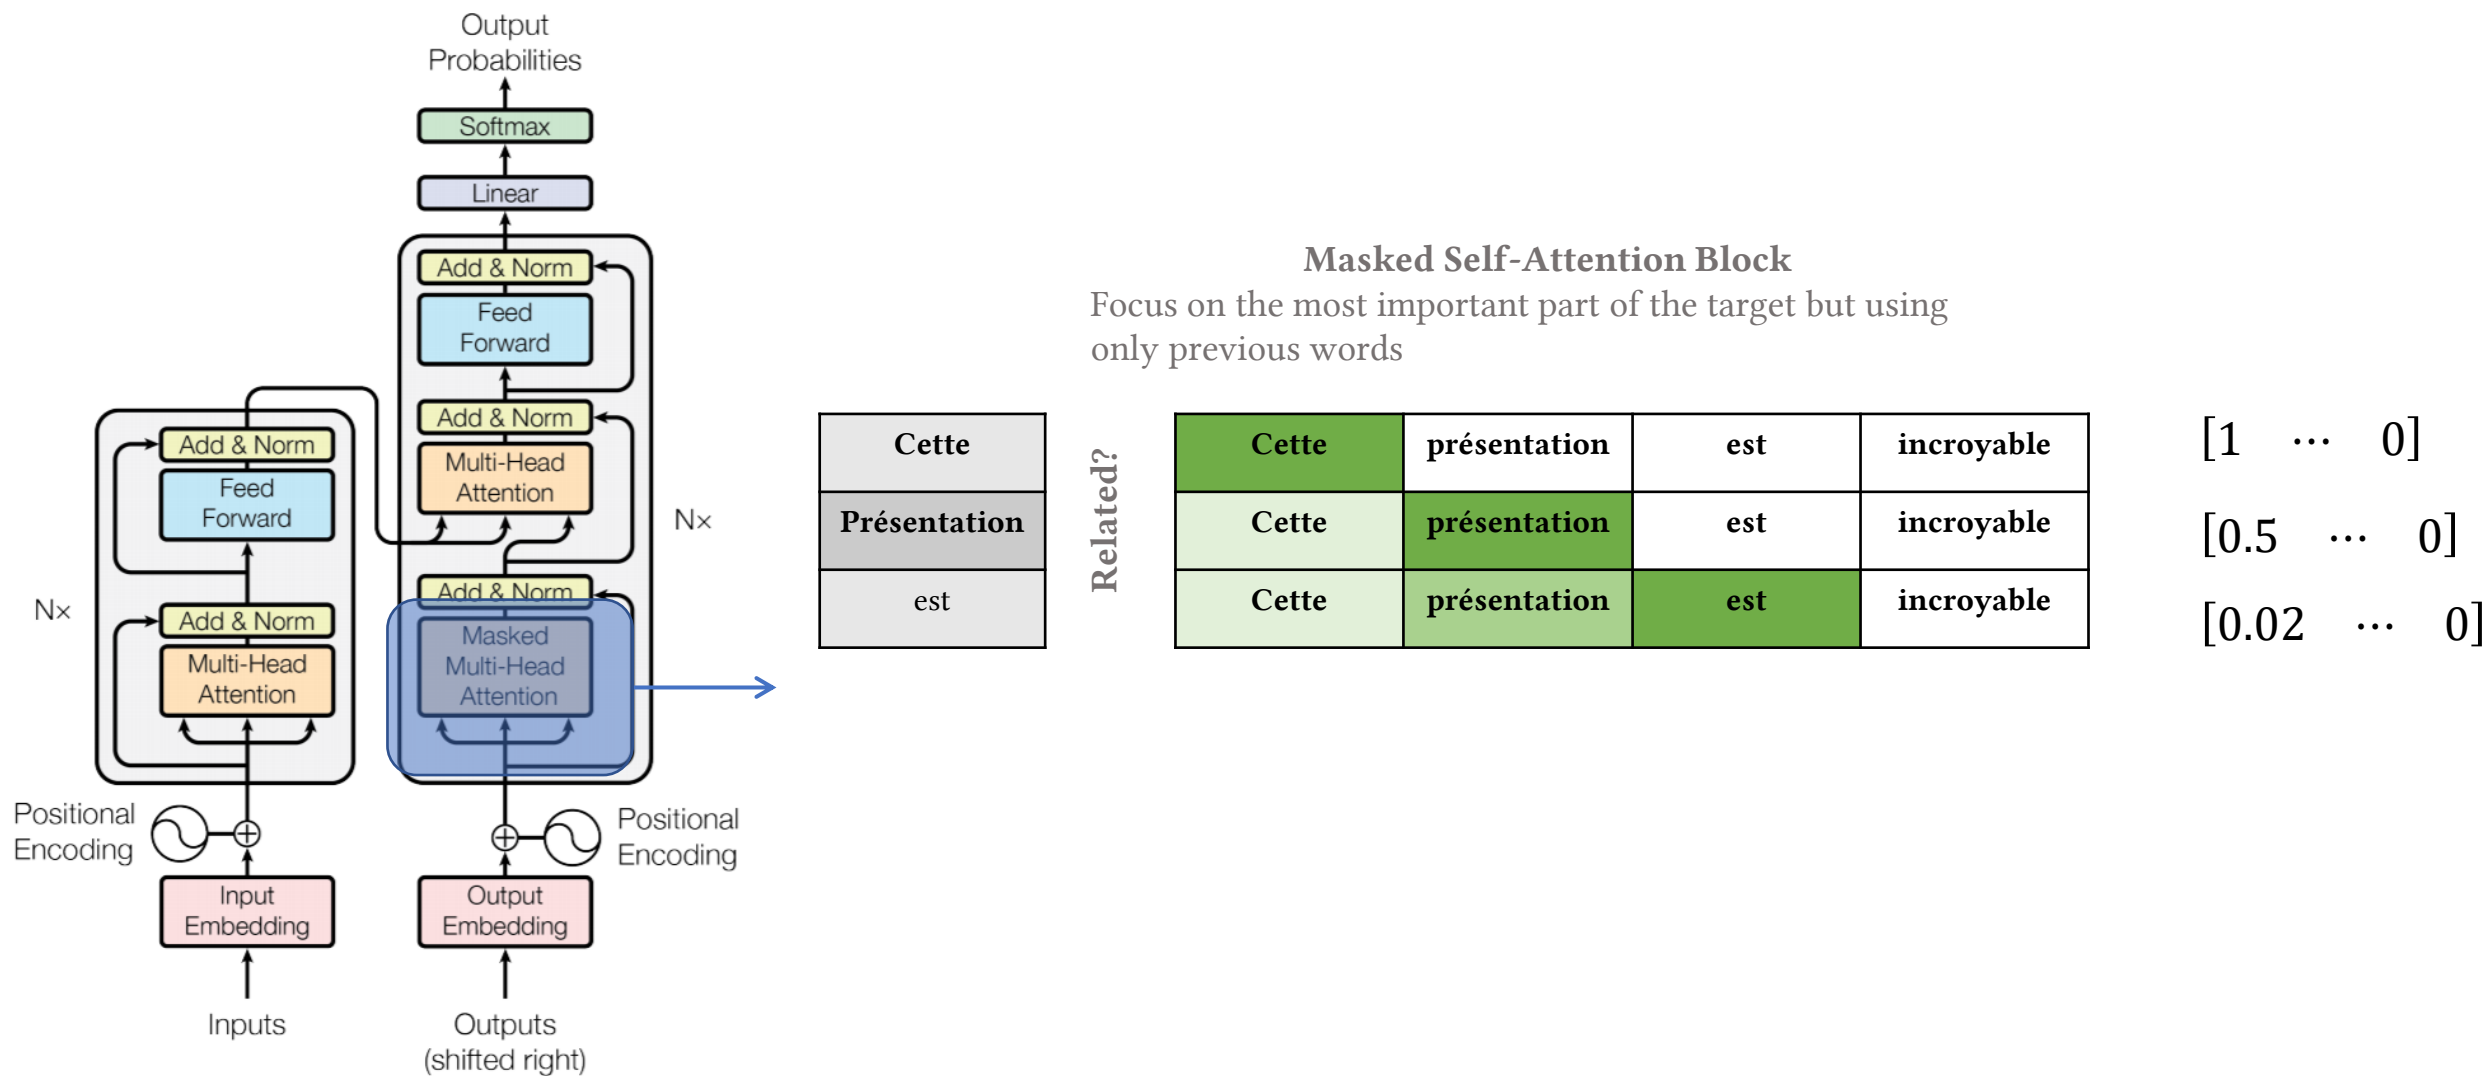 Output
Probabilities
Softmax
Linear
Add & Norm
Feed
Forward
Add & Norm
Multi-Head
Attention
Nx
Add & Norm
Masked
Multi-Head
Attention
Add & Norm
Feed
Forward
Nx
Add & Norm
Multi-Head
Attention
Positional
Encoding
Positional
Encoding
Input
Embedding
Output
Embedding
Inputs
Outputs
(shifted right)
Masked Self-Attention Block
Focus on the most important part of the target but using
only previous words
Cette
Présentation
est
Related?
Cette présentation est incroyable
Cette présentation est incroyable
Cette présentation est incroyable
[1 ⋯ 0]
[0.5 ⋯ 0]
[0.02 ⋯ 0]